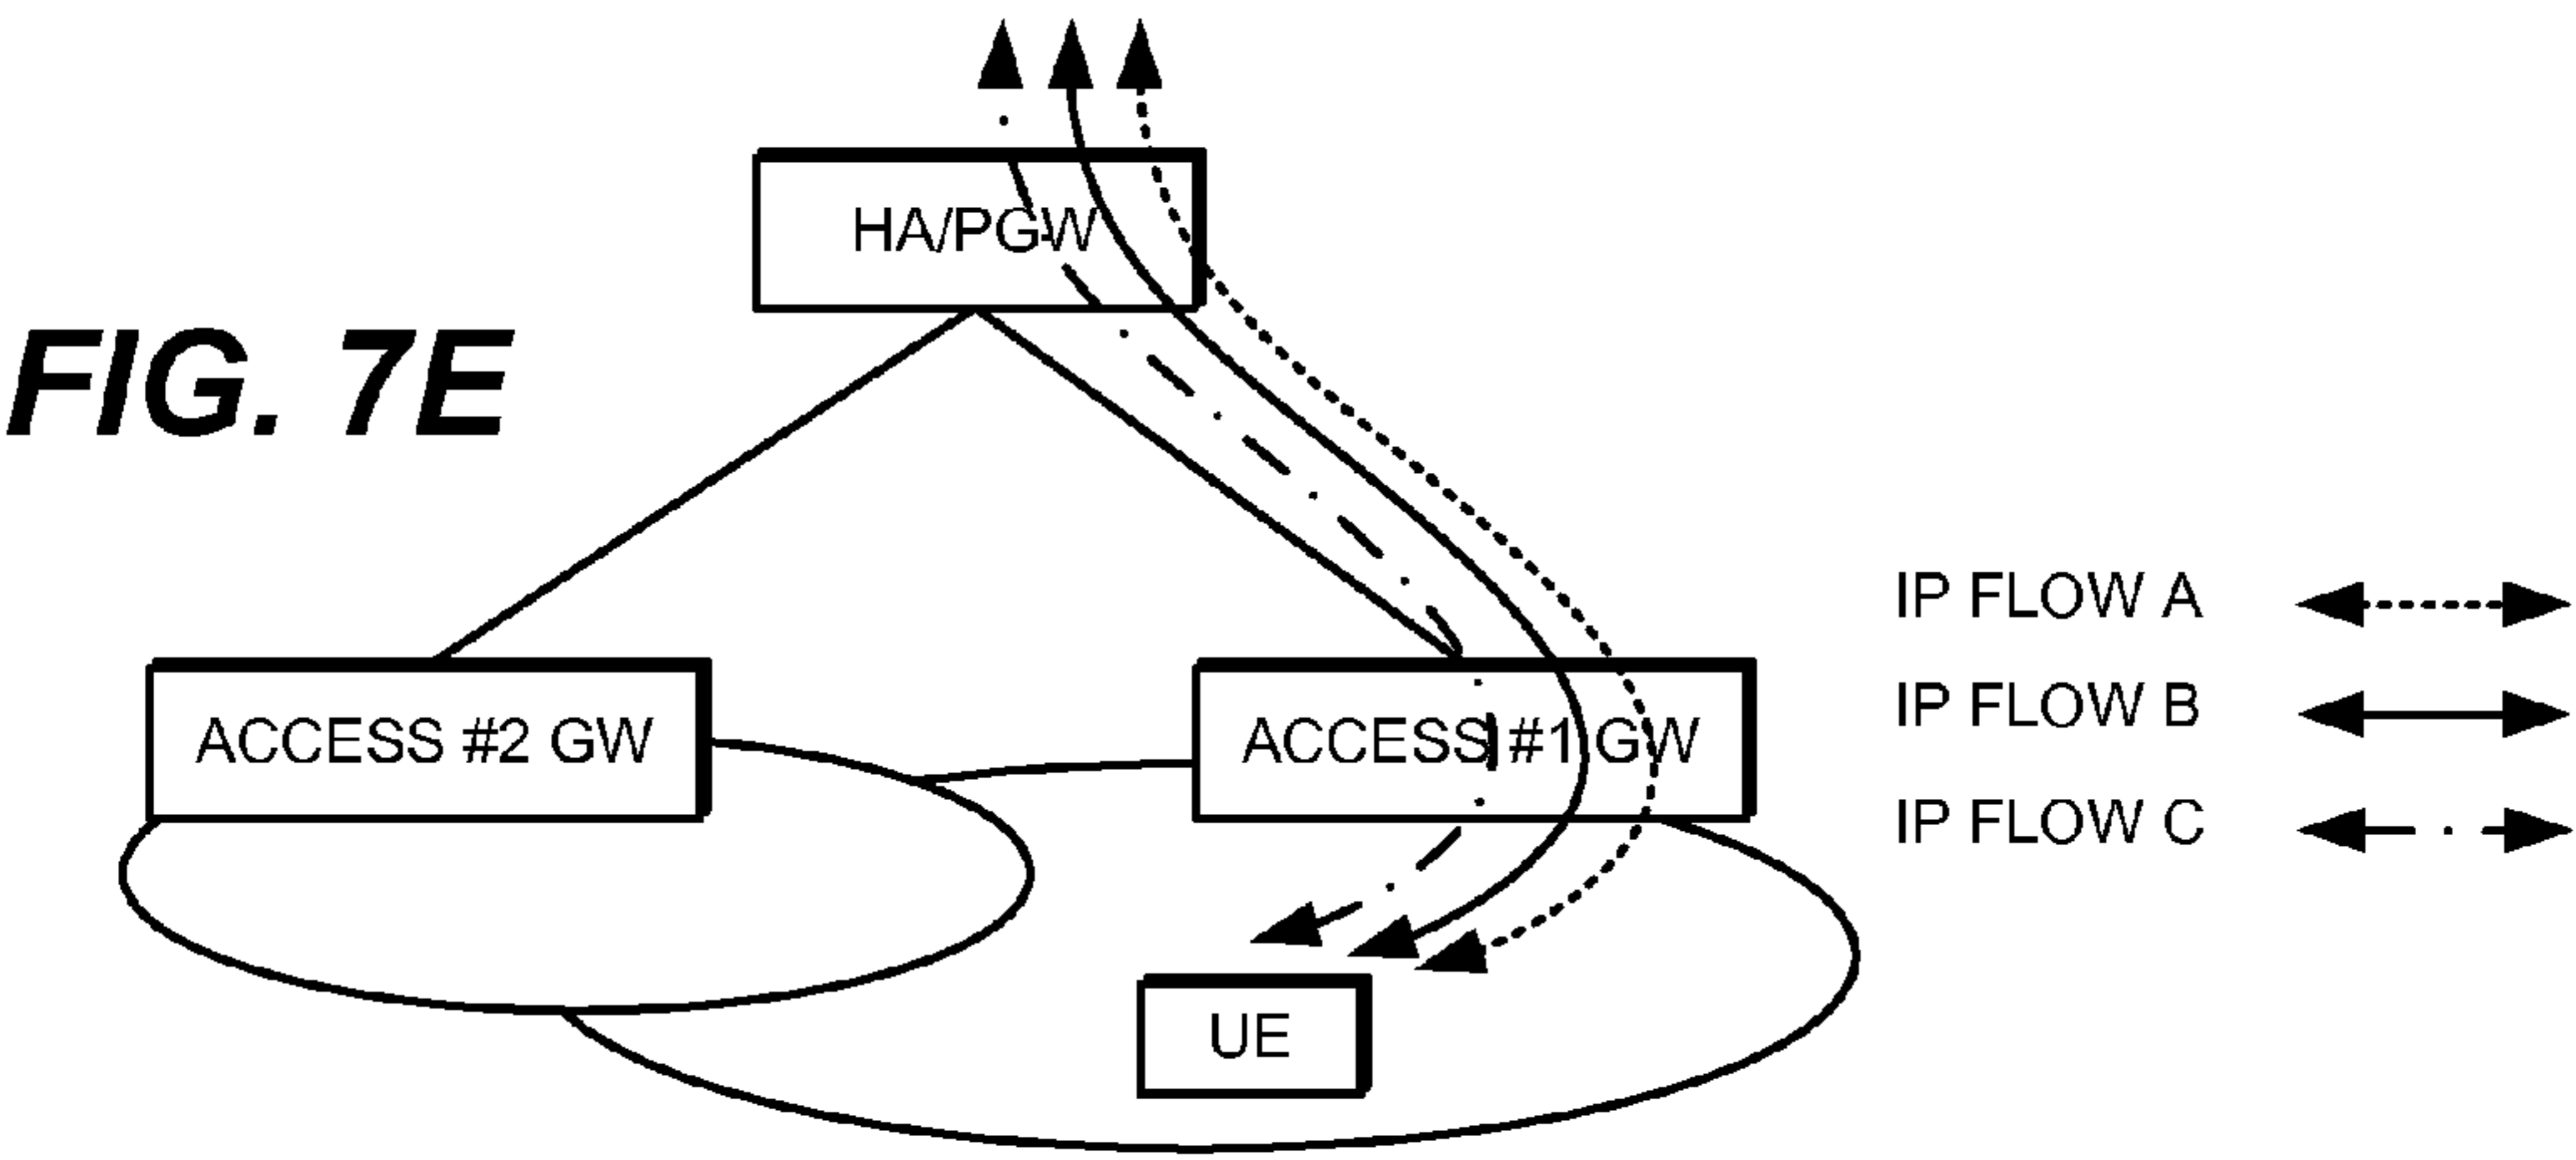 HA/PGW
FIG. 7E
ACCESS #2 GW
ACCESS #1 GW
IP FLOW A
IP FLOW B
IP FLOW C
UE